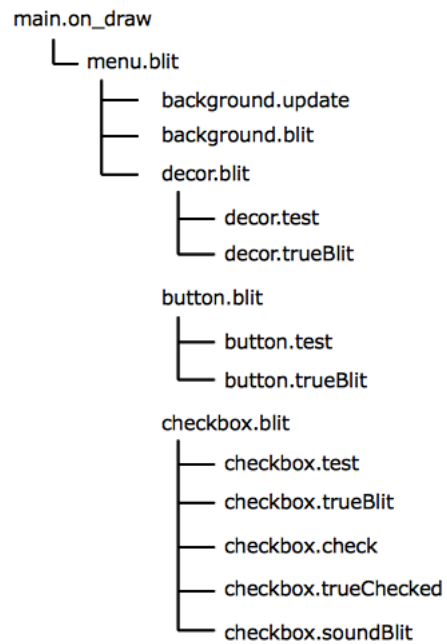 main.on_draw
menu.blit
background.update
background.blit
decor.blit
decor.test
decor.trueBlit
button.blit
button.test
button.trueBlit
checkbox.blit
checkbox.test
checkbox.trueBlit
checkbox.check
checkbox.trueChecked
checkbox.soundBlit